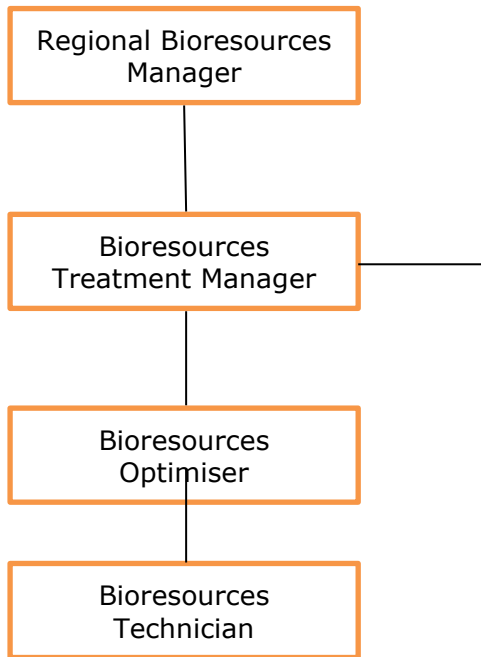 Regional Bioresources
Manager
Bioresources
Treatment Manager
Bioresources
Optimiser
Bioresources
Technician